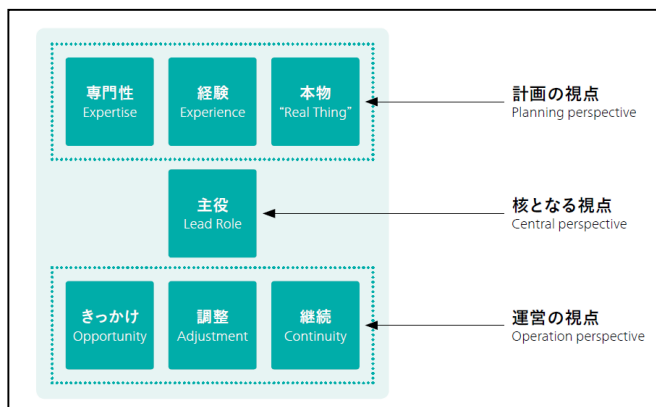 専門性
Expertise
経験
Experience
本物
“Real Thing”
計画の視点
Planning perspective
主役
Lead Role
核となる視点
Central perspective
きっかけ
Opportunity
調整
Adjustment
継続
Continuity
運営の視点
Operation perspective